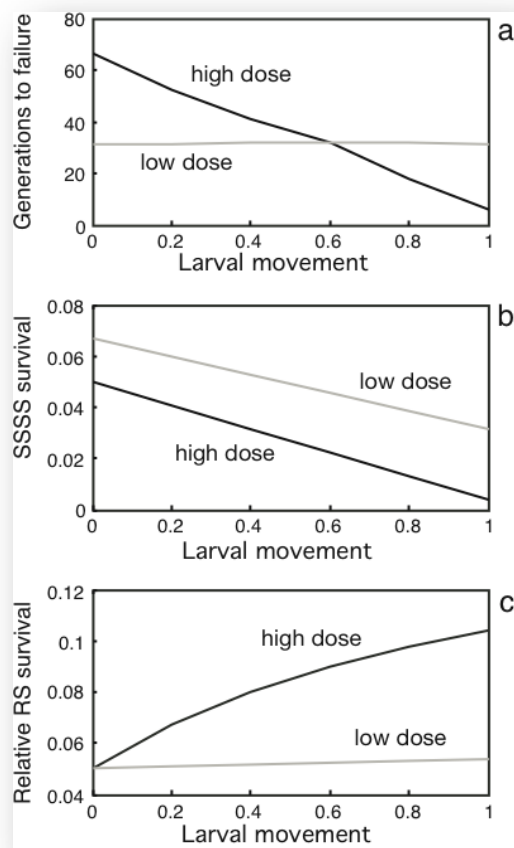 a
Generations to failure
80
60
40
20
0
high dose
low dose
0 0.2 0.4 0.6 0.8 1
Larval movement
b
SSSS survival
0.08
0.06
0.04
0.02
0
low dose
high dose
0 0.2 0.4 0.6 0.8 1
Larval movement
c
Relative RS survival
0.12
0.1
0.08
0.06
0.04
high dose
low dose
0 0.2 0.4 0.6 0.8 1
Larval movement